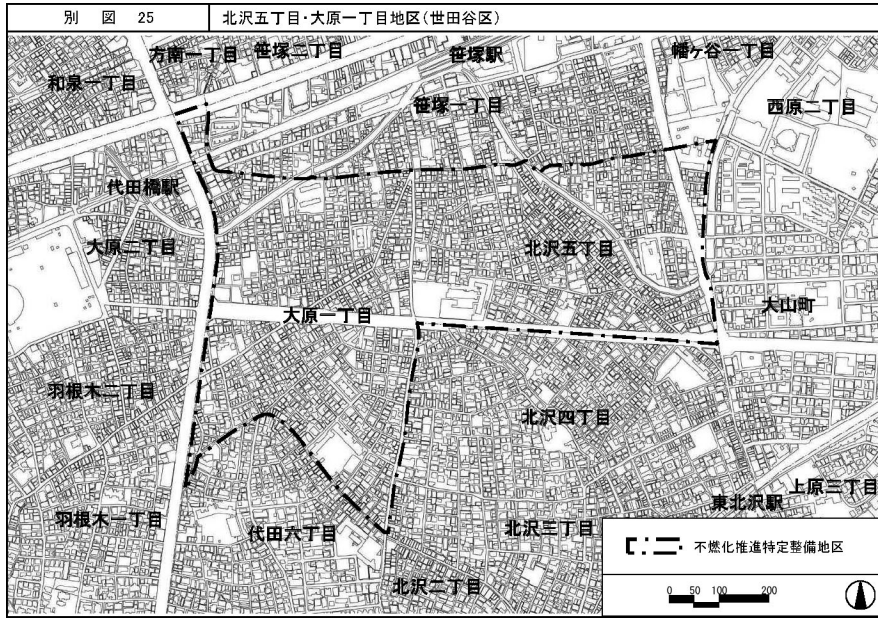 別 図 25
北沢五丁目・大原一丁目地区(世田谷区)
方南一丁目
笹塚二丁目
笹塚駅
幡ヶ谷一丁目
和泉一丁目
笹塚一丁目
西原二丁目
代田橋駅
大原二丁目
北沢五丁目
大原一丁目
大山町
羽根木二丁目
北沢四丁目
上原三丁目
東北沢駅
羽根木一丁目
代田六丁目
北沢三丁目
北沢二丁目
不燃化推進特定整備地区
0 50 100 200